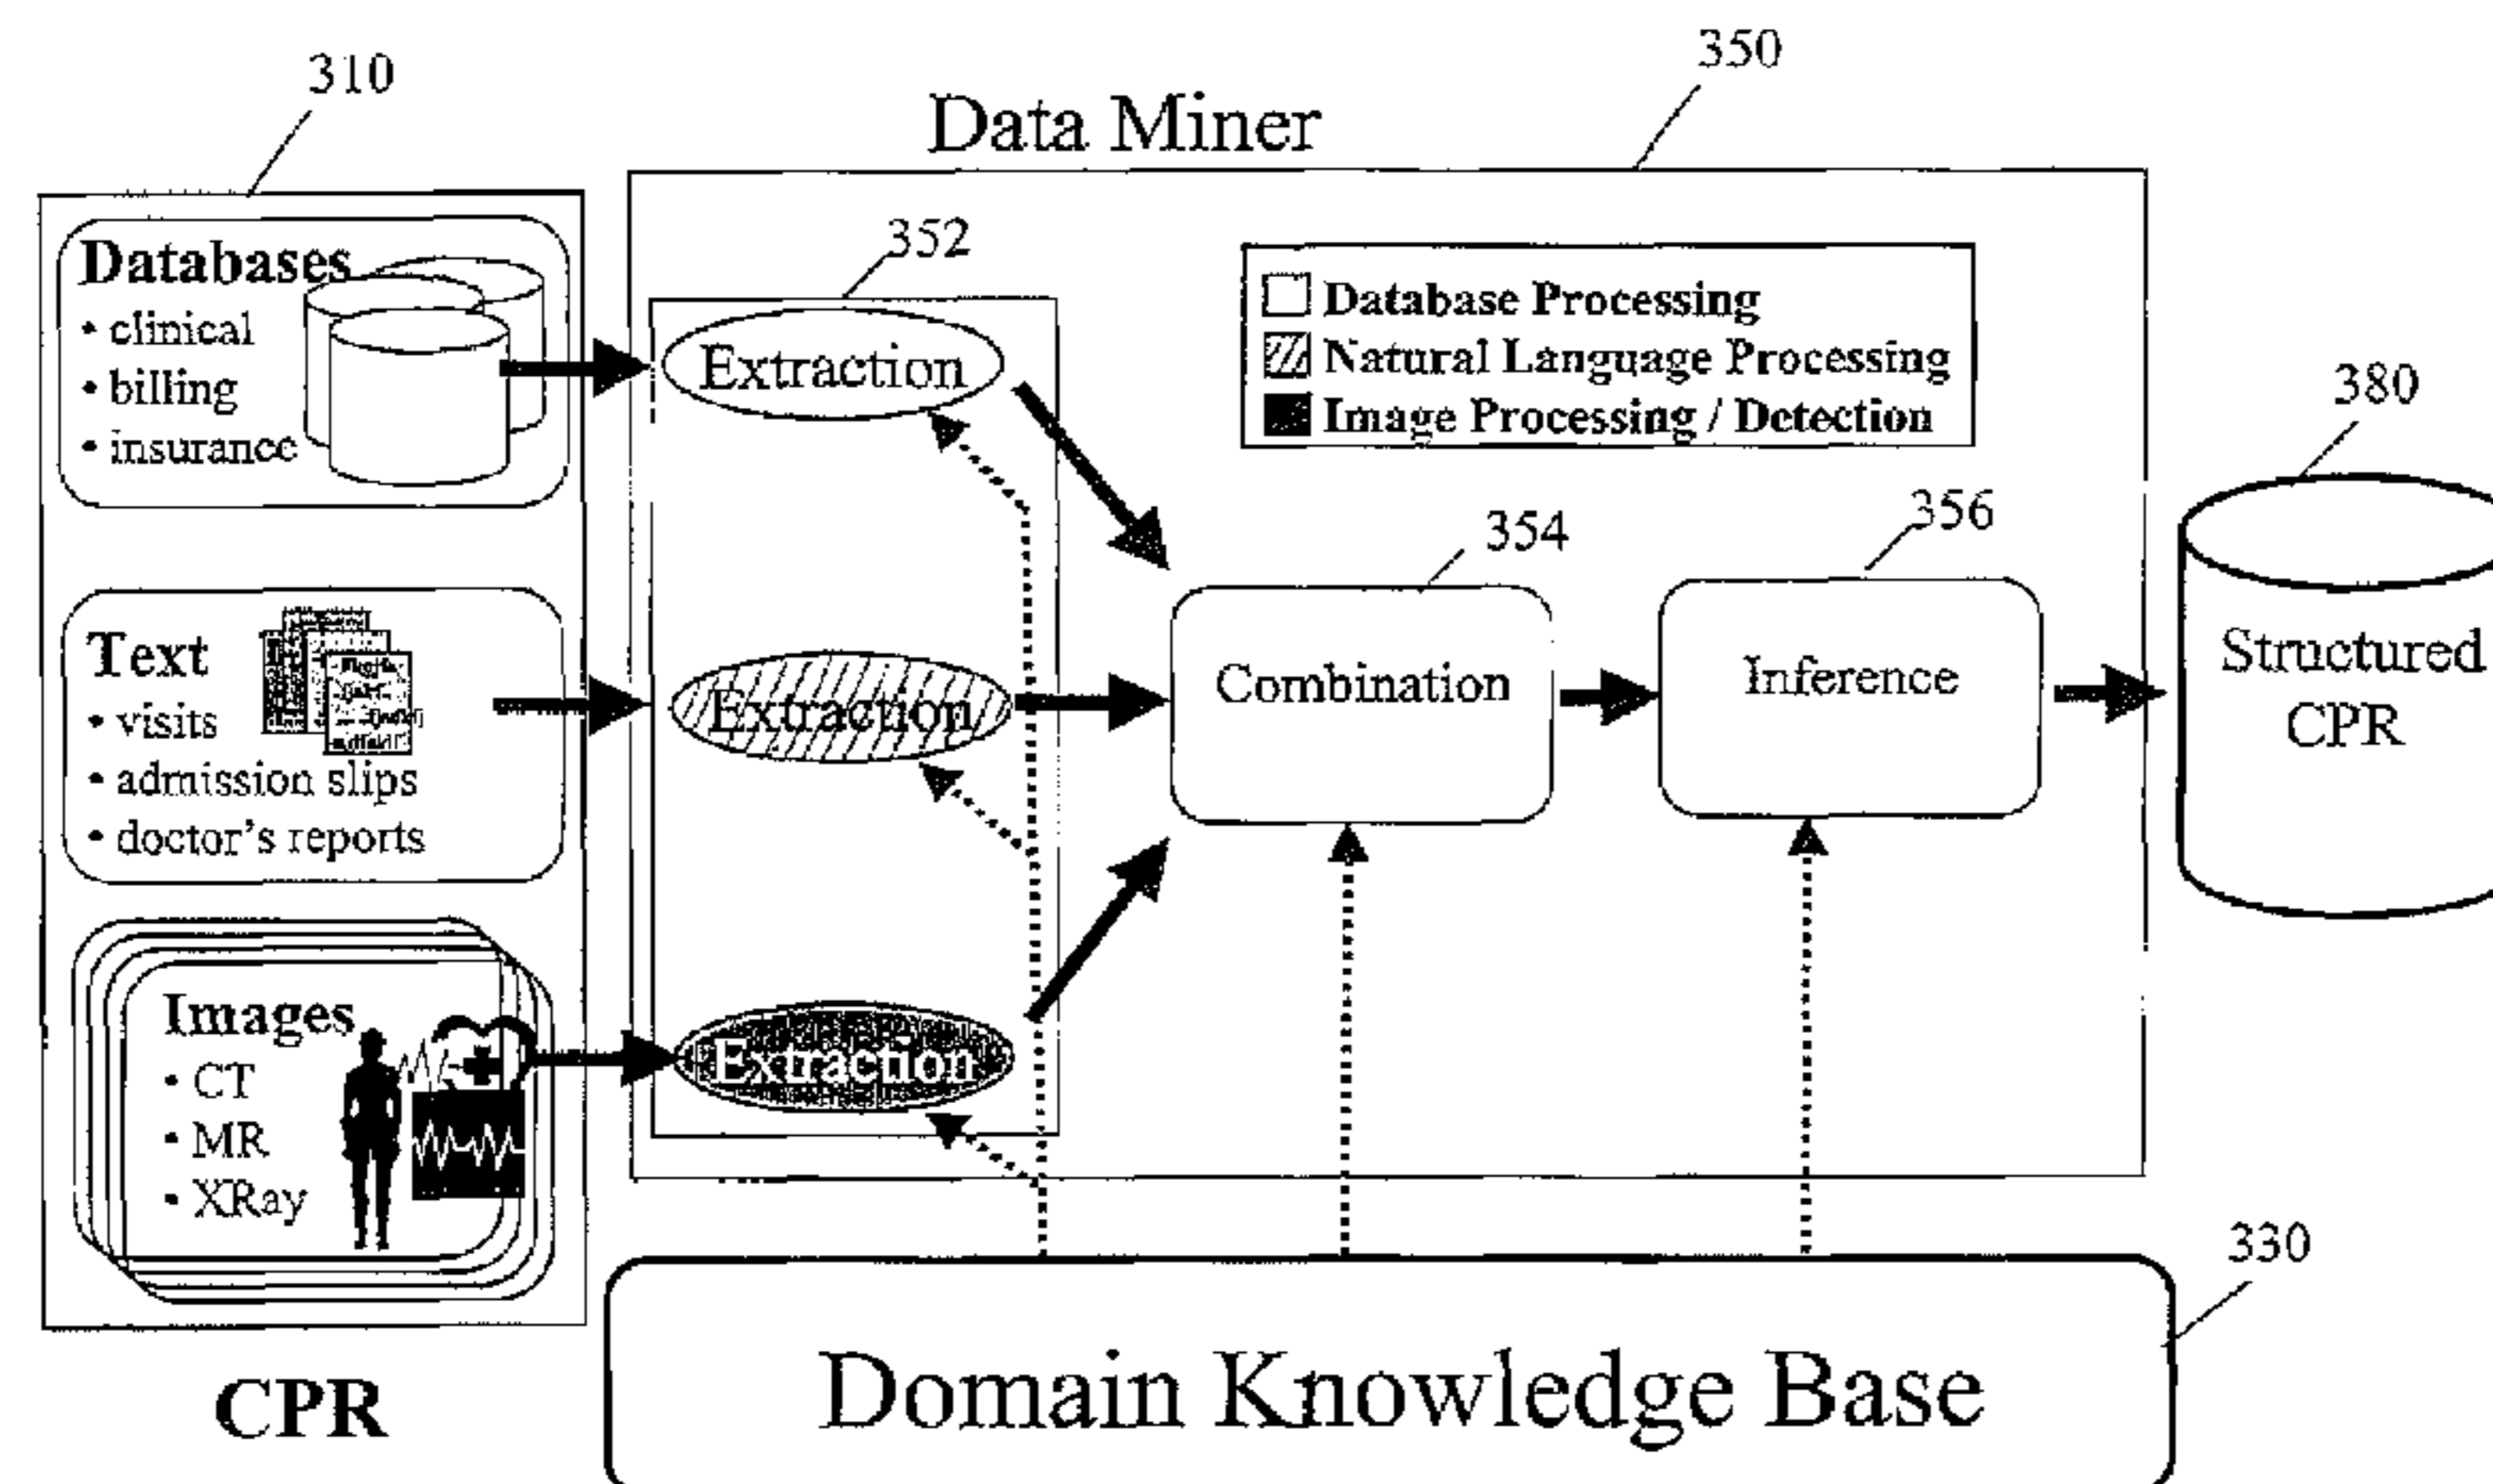 310
350
Data Miner
Databases
• clinical
• billing
• insurance
352
Extraction
Database Processing
Natural Language Processing
Image Processing / Detection
380
Text
• visits
• admission slips
• doctor's reports
Extraction
354
Combination
356
Inference
Structured
CPR
Images
• CT
• MR
• XRay
Extraction
330
CPR
Domain Knowledge Base